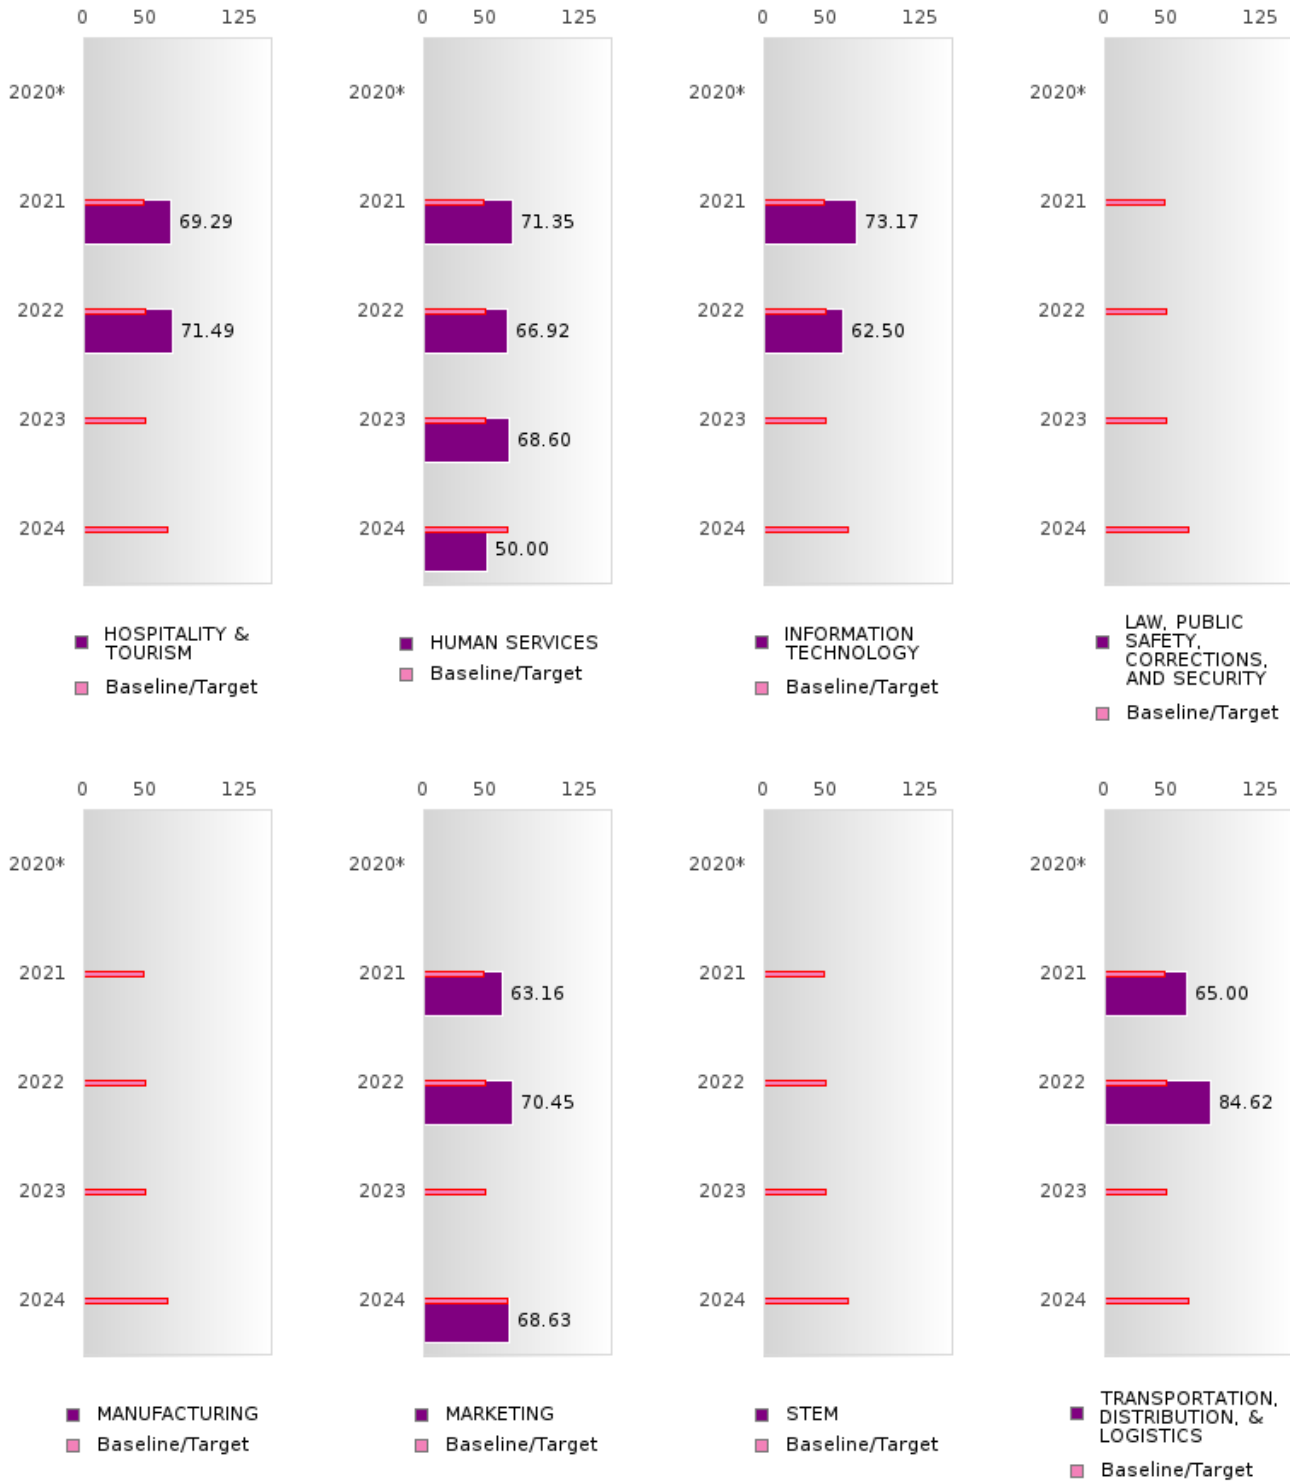 0 50 125
2020*
2021 69.29
2022 71.49
2023
2024
HOSPITALITY &
TOURISM
Baseline/Target
0 50 125
2020*
2021 71.35
2022 66.92
2023 68.60
2024 50.00
HUMAN SERVICES
Baseline/Target
0 50 125
2020*
2021 73.17
2022 62.50
2023
2024
INFORMATION
TECHNOLOGY
Baseline/Target
0 50 125
2020*
2021
2022
2023
2024
LAW, PUBLIC
SAFETY,
CORRECTIONS,
AND SECURITY
Baseline/Target
0 50 125
2020*
2021
2022
2023
2024
MANUFACTURING
Baseline/Target
0 50 125
2020*
2021 63.16
2022 70.45
2023
2024 68.63
MARKETING
Baseline/Target
0 50 125
2020*
2021
2022
2023
2024
STEM
Baseline/Target
0 50 125
2020*
2021 65.00
2022 84.62
2023
2024
TRANSPORTATION,
DISTRIBUTION, &
LOGISTICS
Baseline/Target